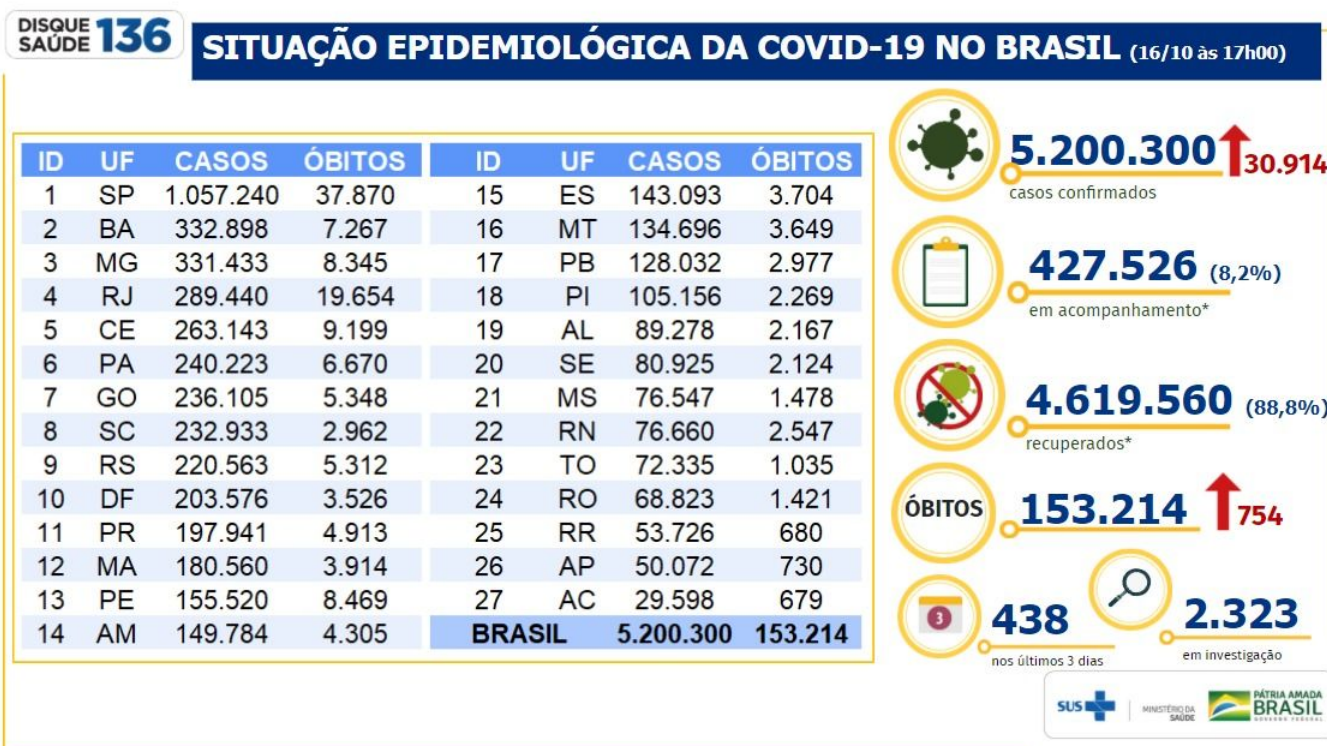 DISQUE
SAÚDE 136
SITUAÇÃO EPIDEMIOLÓGICA DA COVID-19 NO BRASIL (16/10 às 17h00)
ID UF CASOS ÓBITOS ID UF CASOS ÓBITOS
1 SP 1.057.240 37.870 15 ES 143.093 3.704
2 BA 332.898 7.267 16 MT 134.696 3.649
3 MG 331.433 8.345 17 PB 128.032 2.977
4 RJ 289.440 19.654 18 PI 105.156 2.269
5 CE 263.143 9.199 19 AL 89.278 2.167
6 PA 240.223 6.670 20 SE 80.925 2.124
7 GO 236.105 5.348 21 MS 76.547 1.478
8 SC 232.933 2.962 22 RN 76.660 2.547
9 RS 220.563 5.312 23 TO 72.335 1.035
10 DF 203.576 3.526 24 RO 68.823 1.421
11 PR 197.941 4.913 25 RR 53.726 680
12 MA 180.560 3.914 26 AP 50.072 730
13 PE 155.520 8.469 27 AC 29.598 679
14 AM 149.784 4.305 BRASIL 5.200.300 153.214
5.200.300 30.914
casos confirmados
427.526 (8,2%)
em acompanhamento*
4.619.560 (88,8%)
recuperados*
ÓBITOS 153.214 754
3 438
nos últimos 3 dias
2.323
em investigação
SUS
MINISTÉRIO DA
SAÚDE
PÁTRIA AMADA
BRASIL
GOVERNO FEDERAL